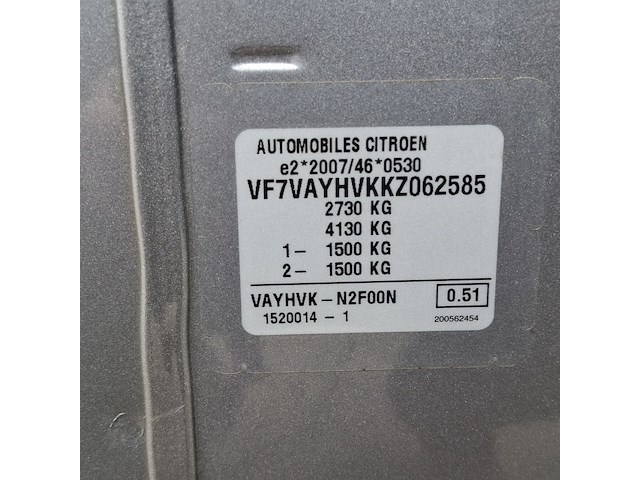 AUTOMOBILES CITROEN
e2*2007/46*0530
VF7VAYHVKKZ062585
2730 KG
4130 KG
1- 1500 KG
2- 1500 KG
VAYHVK-N2F00N 0.51
1520014 - 1 200562454